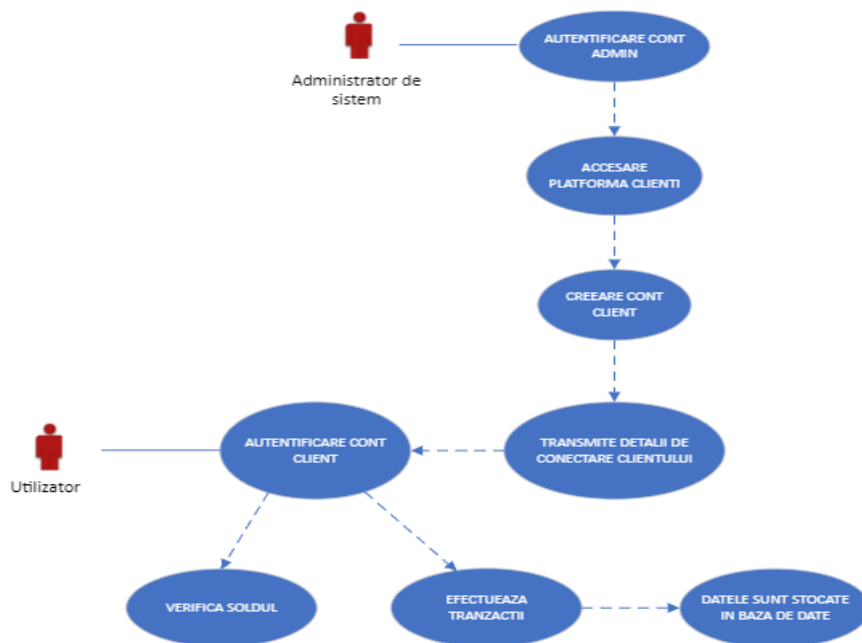 AUTENTIFICARE CONT
ADMIN
Administrator de
sistem
ACCESARE
PLATFORMA CLIENTI
CREEARE CONT
CLIENT
AUTENTIFICARE CONT
CLIENT
TRANSMITE DETALII DE
CONECTARE CLIENTULUI
Utilizator
VERIFICA SOLDUL
EFECTUEAZA
TRANZACTII
DATELE SUNT STOCATE
IN BAZA DE DATE